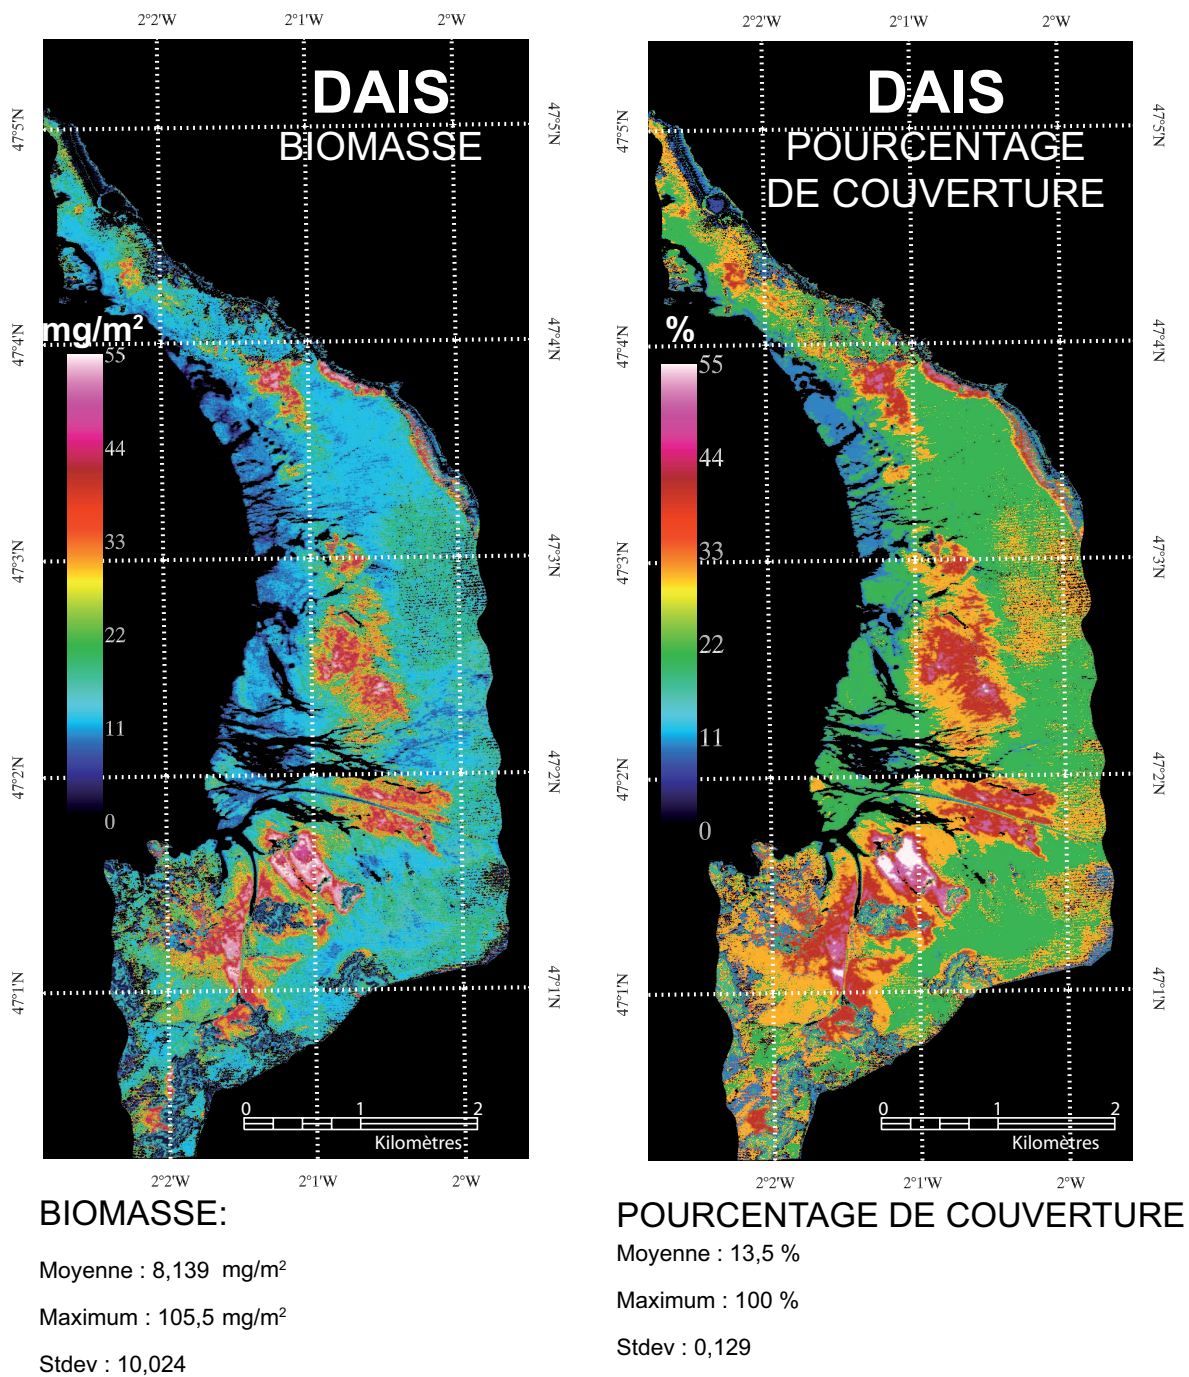 2°2'W 2°1'W 2°W
DAIS
BIOMASSE
47°5'N 47°5'N
mg/m²
47°4'N 47°4'N
55
44
33
22
11
0
47°3'N 47°3'N
47°2'N 47°2'N
47°1'N 47°1'N
0 1 2
Kilomètres
2°2'W 2°1'W 2°W
BIOMASSE:
Moyenne : 8,139 mg/m²
Maximum : 105,5 mg/m²
Stdev : 10,024
2°2'W 2°1'W 2°W
DAIS
POURCENTAGE
DE COUVERTURE
47°5'N 47°5'N
%
47°4'N 47°4'N
55
44
33
22
11
0
47°3'N 47°3'N
47°2'N 47°2'N
47°1'N 47°1'N
0 1 2
Kilomètres
2°2'W 2°1'W 2°W
POURCENTAGE DE COUVERTURE
Moyenne : 13,5 %
Maximum : 100 %
Stdev : 0,129